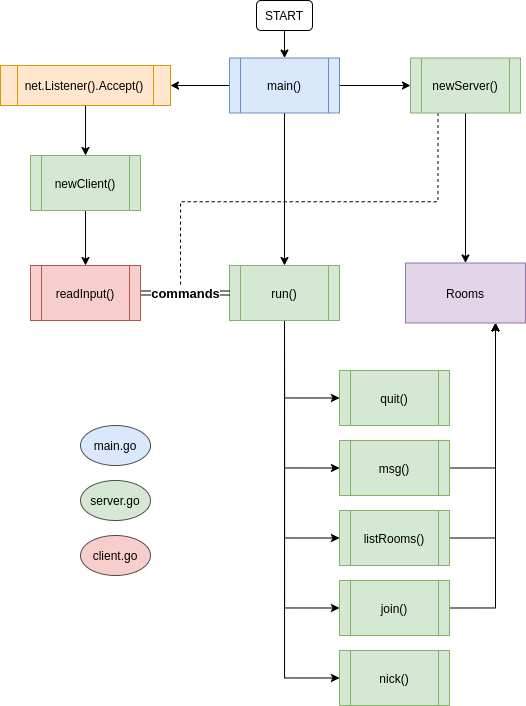 START
net.Listener().Accept()
main()
newServer()
newClient()
readInput()
commands
run()
Rooms
quit()
main.go
msg()
server.go
listRooms()
client.go
join()
nick()